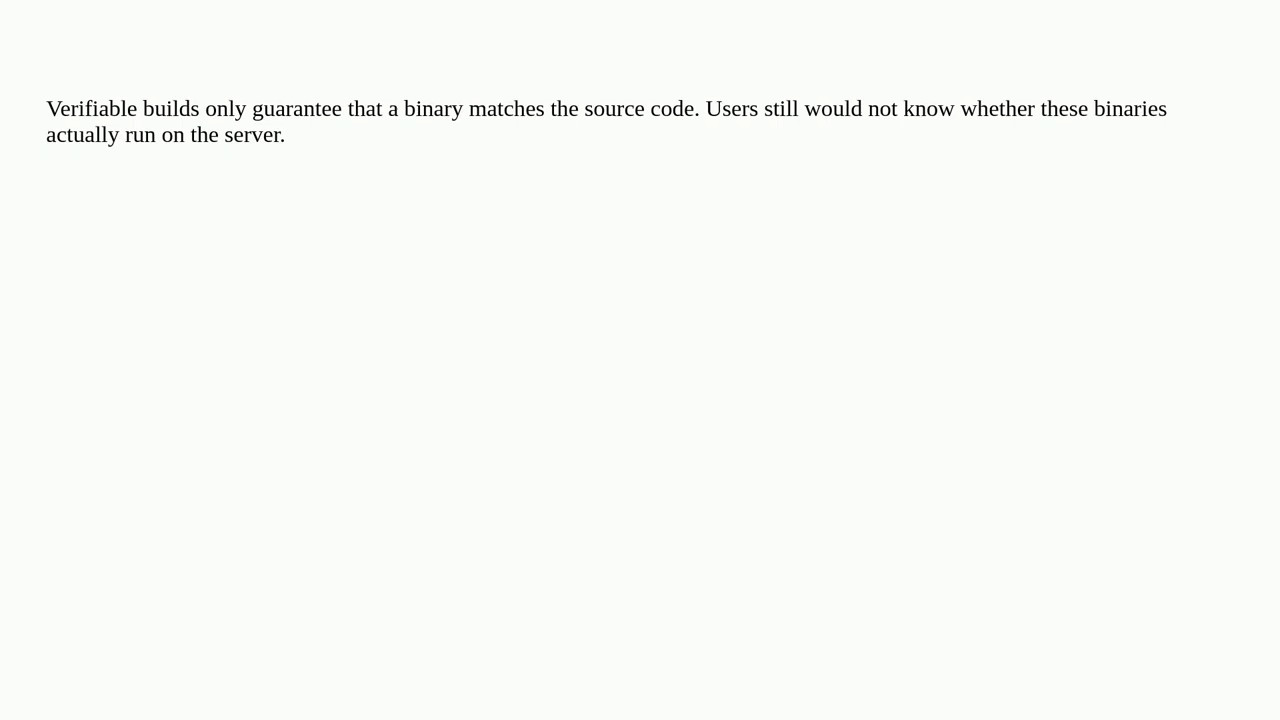 Verifiable builds only guarantee that a binary matches the source code. Users still would not know whether these binaries
actually run on the server.